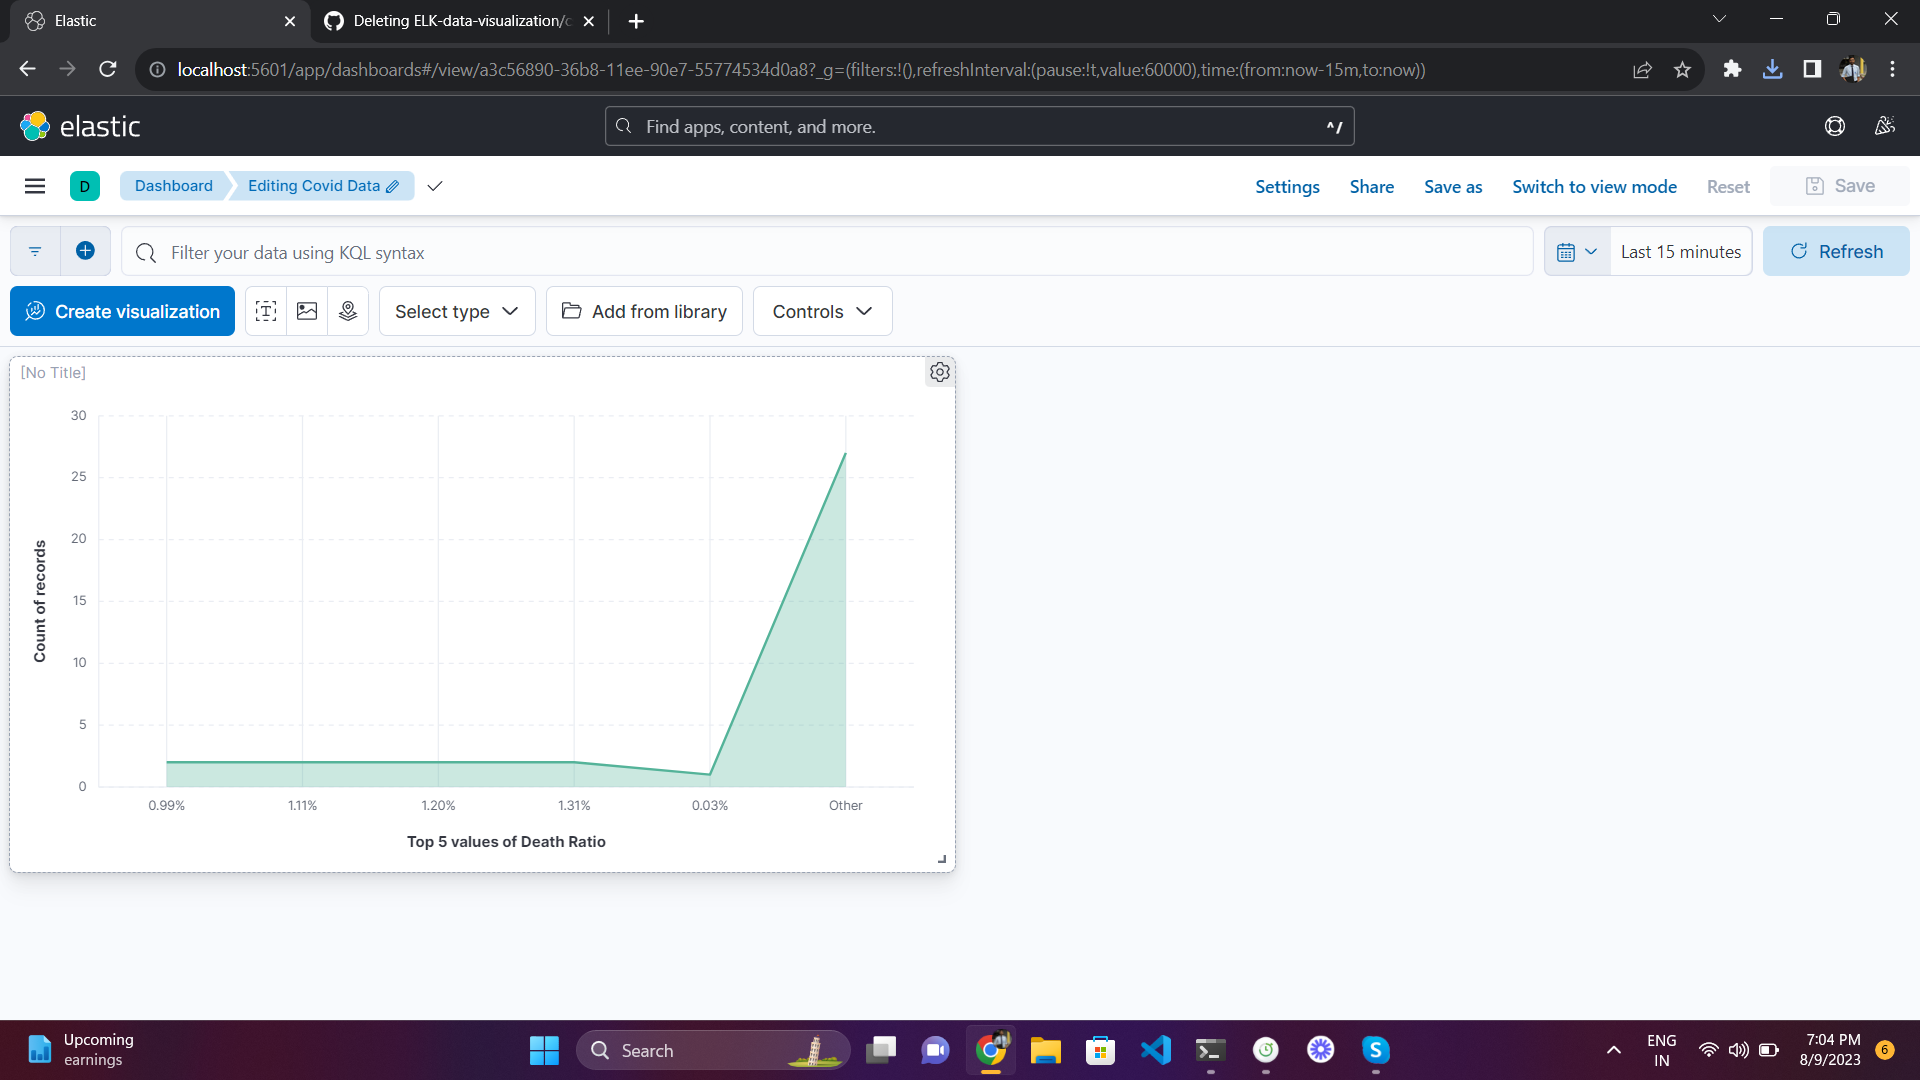 Elastic
Deleting ELK-data-visualization/c
localhost:5601/app/dashboards#/view/a3c56890-36b8-11ee-90e7-55774534d0a8?_g=(filters:!(),refreshInterval:(pause:!t,value:60000),time:(from:now-15m,to:now))
elastic
Find apps, content, and more.
^/
D
Dashboard
Editing Covid Data
Settings
Share
Save as
Switch to view mode
Reset
Save
Filter your data using KQL syntax
Last 15 minutes
Refresh
Create visualization
T
Select type
Add from library
Controls
[No Title]
30
25
20
15
10
5
0
Count of records
0.99%
1.11%
1.20%
1.31%
0.03%
Other
Top 5 values of Death Ratio
Upcoming
earnings
Search
S
ENG
IN
7:04 PM
8/9/2023
6